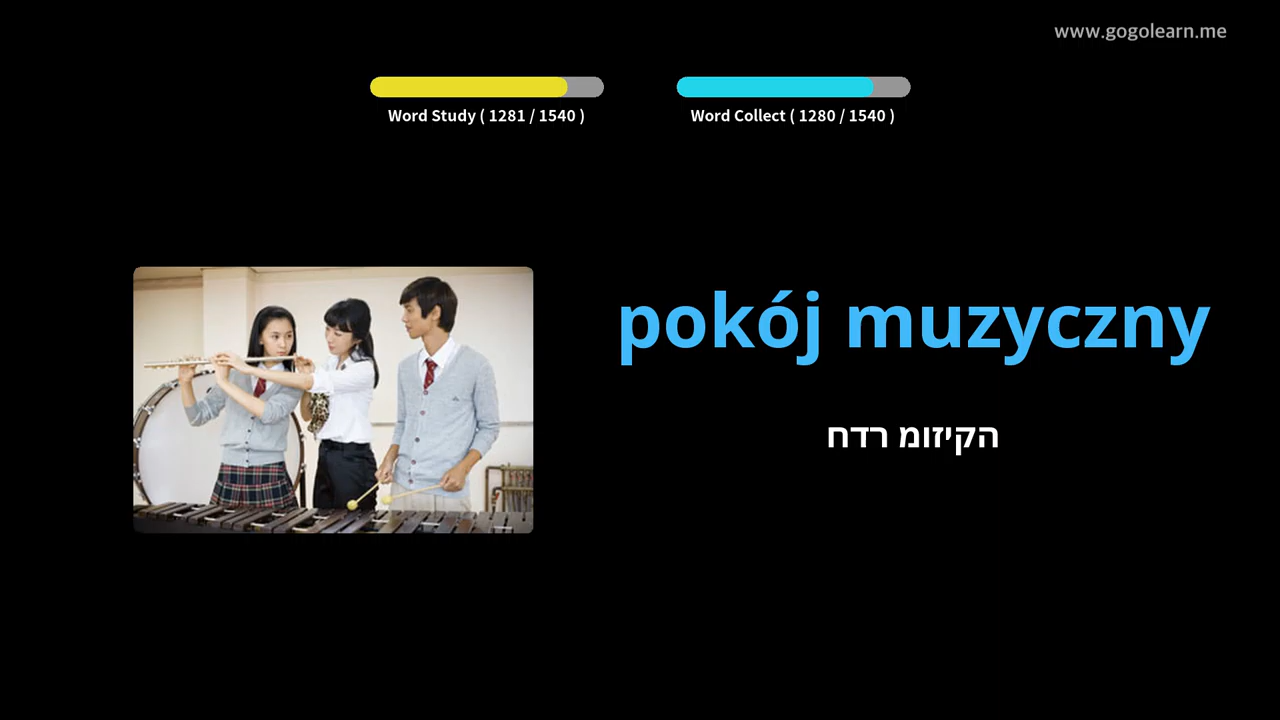 www.gogolearn.me
Word Study ( 1281 / 1540 )
Word Collect ( 1280 / 1540 )
pokój muzyczny
הקיזומ רדח